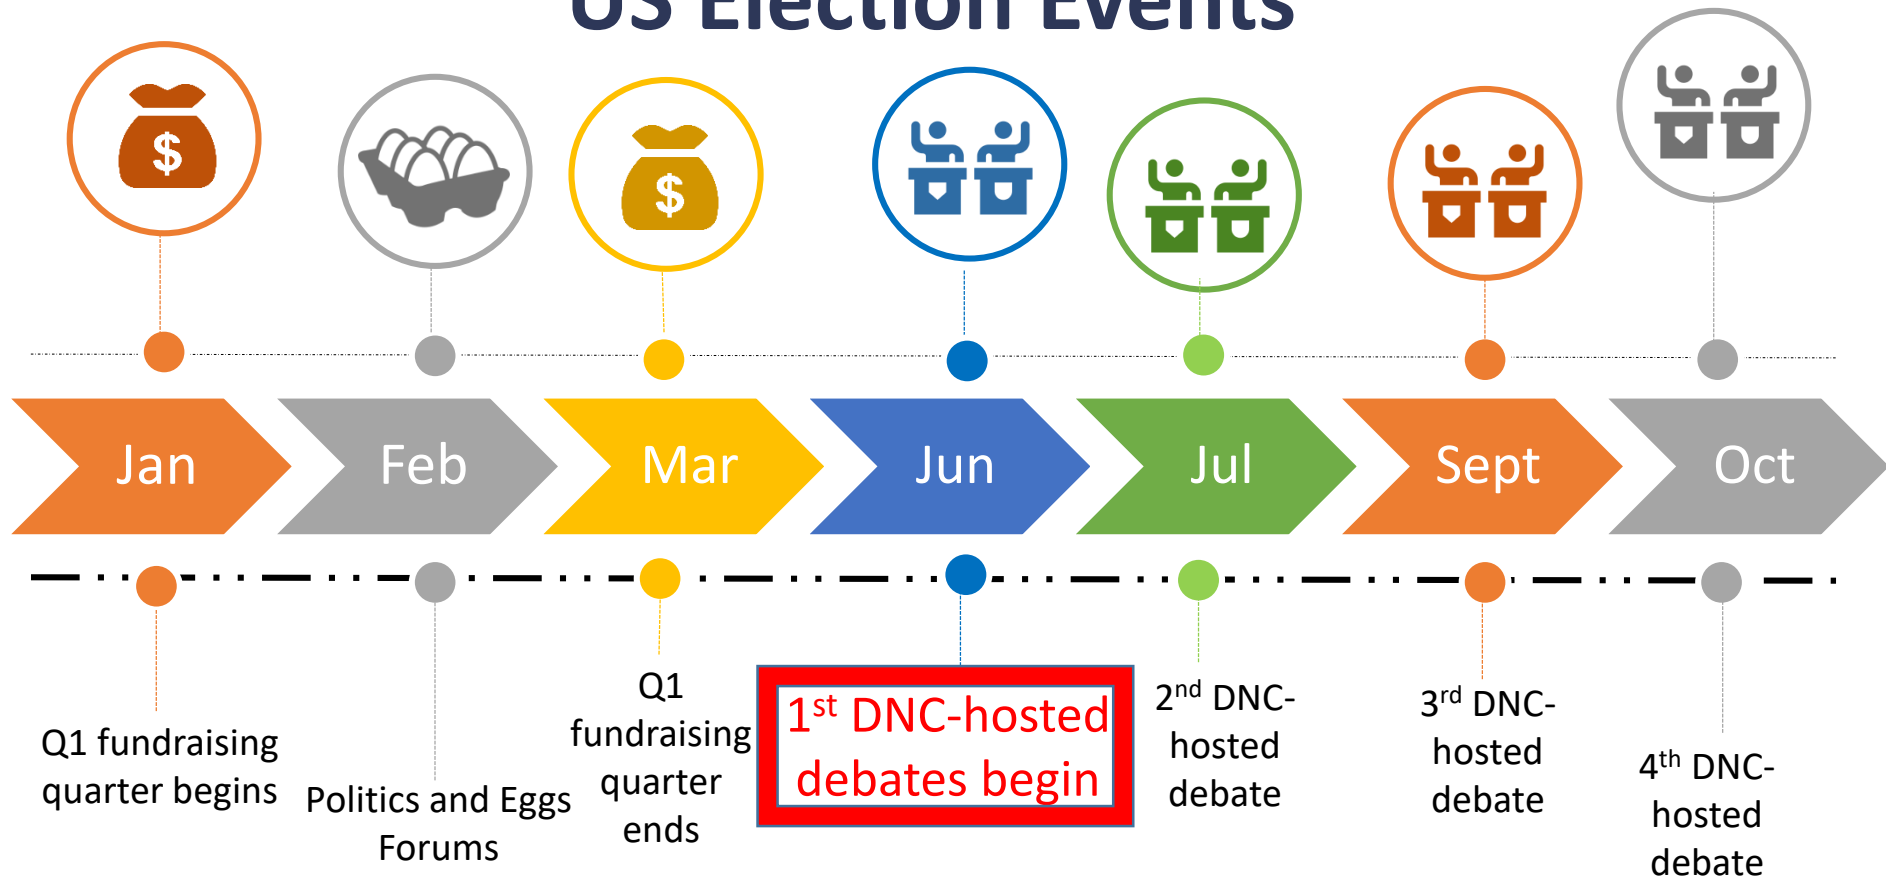 US Election Events
$
$
Jan
Feb
Mar
Jun
Jul
Sept
Oct
Q1 fundraising
quarter begins
Politics and Eggs
Forums
Q1
fundraising
quarter
ends
1st DNC-hosted
debates begin
2nd DNC-
hosted
debate
3rd DNC-
hosted
debate
4th DNC-
hosted
debate